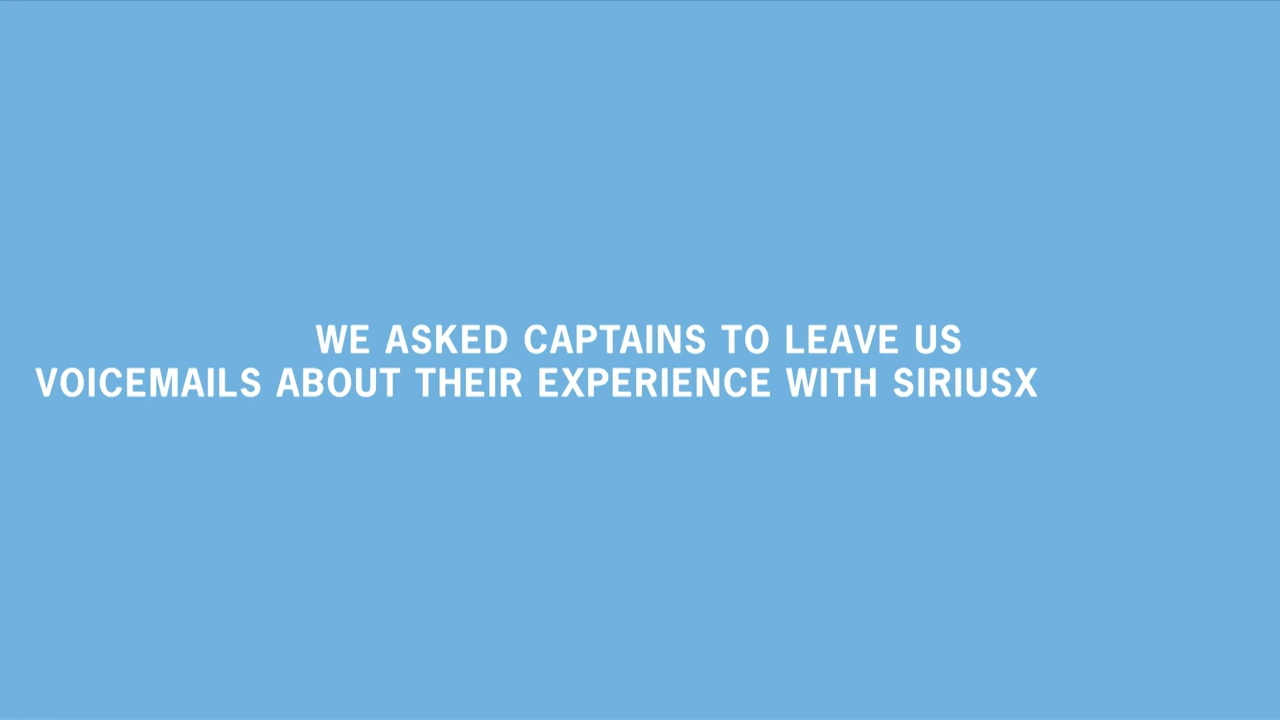 WE ASKED CAPTAINS TO LEAVE US
VOICEMAILS ABOUT THEIR EXPERIENCE WITH SIRIUSX